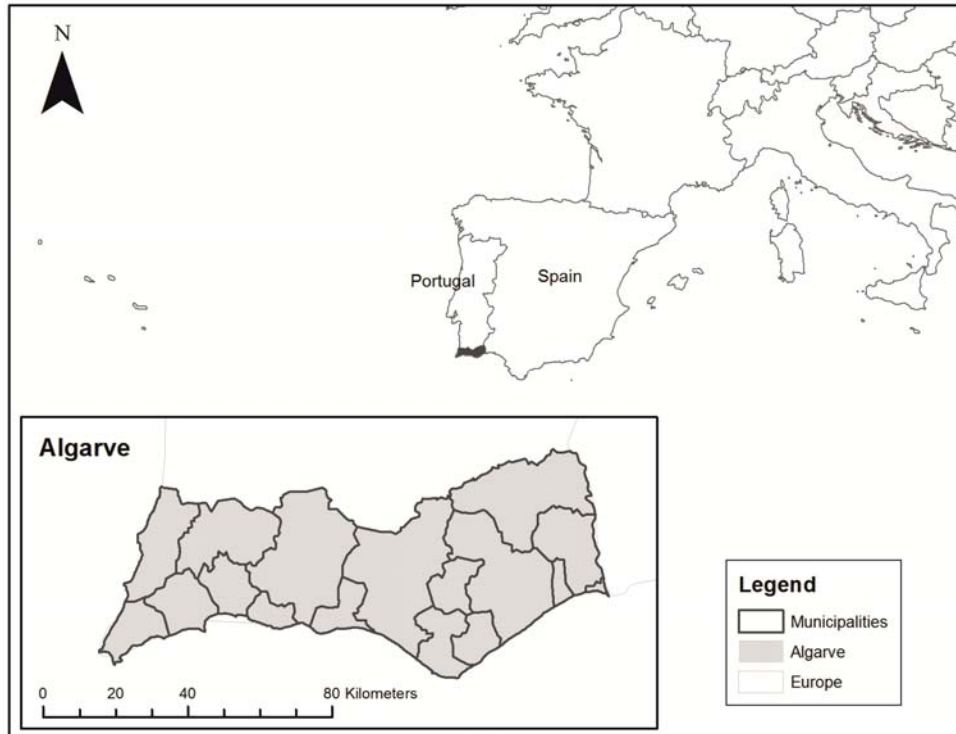 N
Portugal
Spain
Algarve
0 20 40 80 Kilometers
Legend
Municipalities
Algarve
Europe